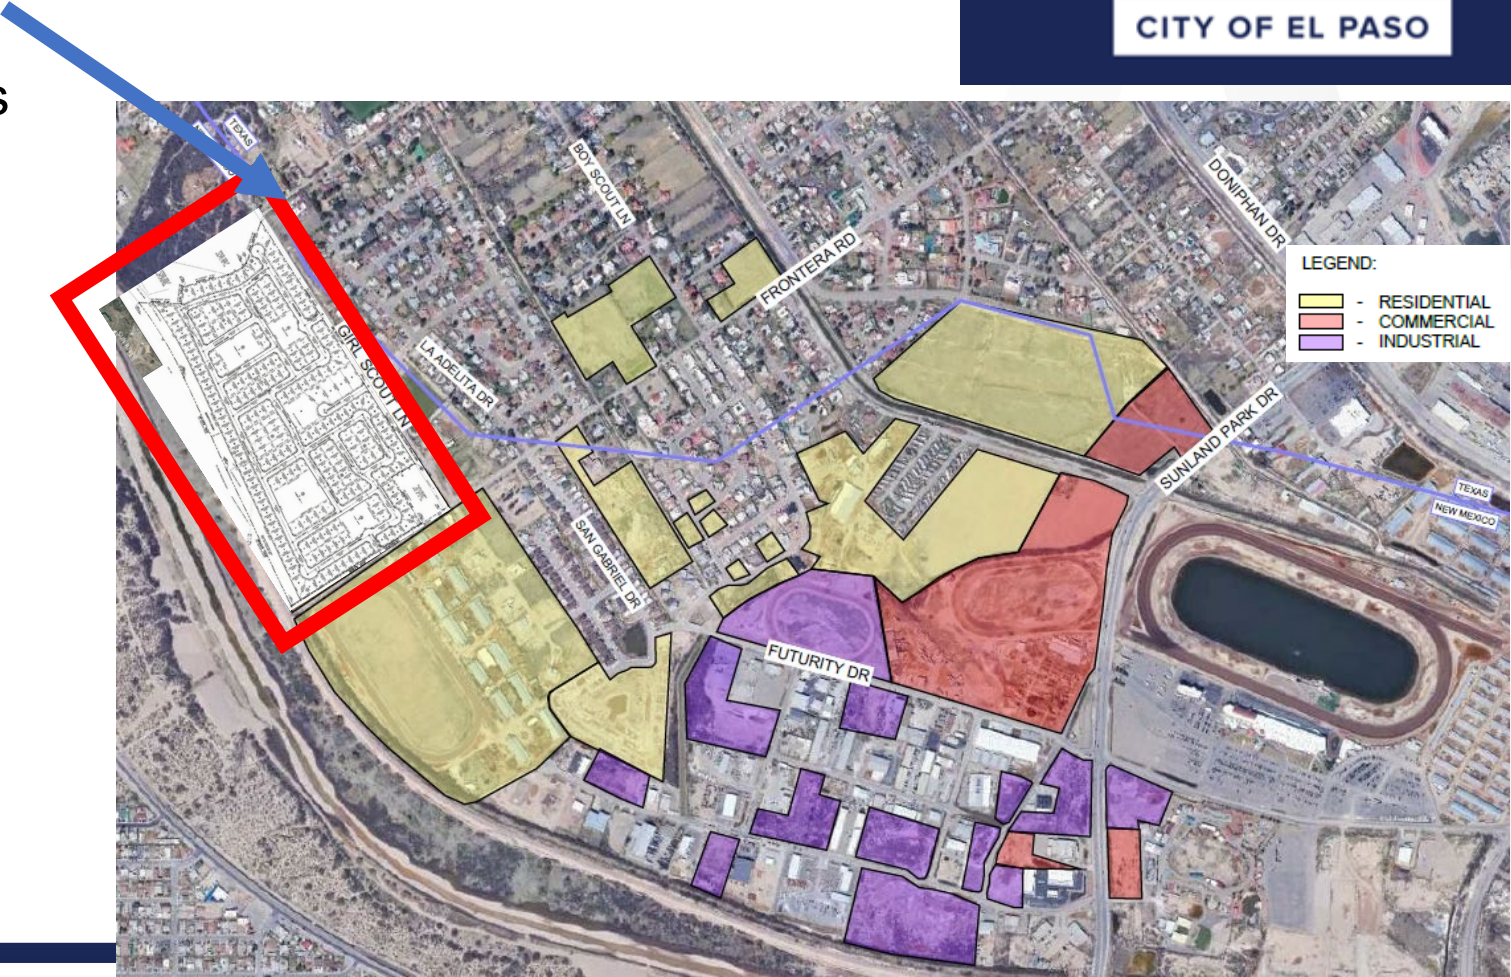 CITY OF EL PASO
s
TEXAS
BOY SCOUT LN
DONIPHAN DR
FRONTERA RD
LEGEND:
- RESIDENTIAL
- COMMERCIAL
- INDUSTRIAL
GIRL SCOUT LN
LA ADELITA DR
SUNLAND PARK DR
TEXAS
NEW MEXICO
SAN GABRIEL DR
FUTURITY DR